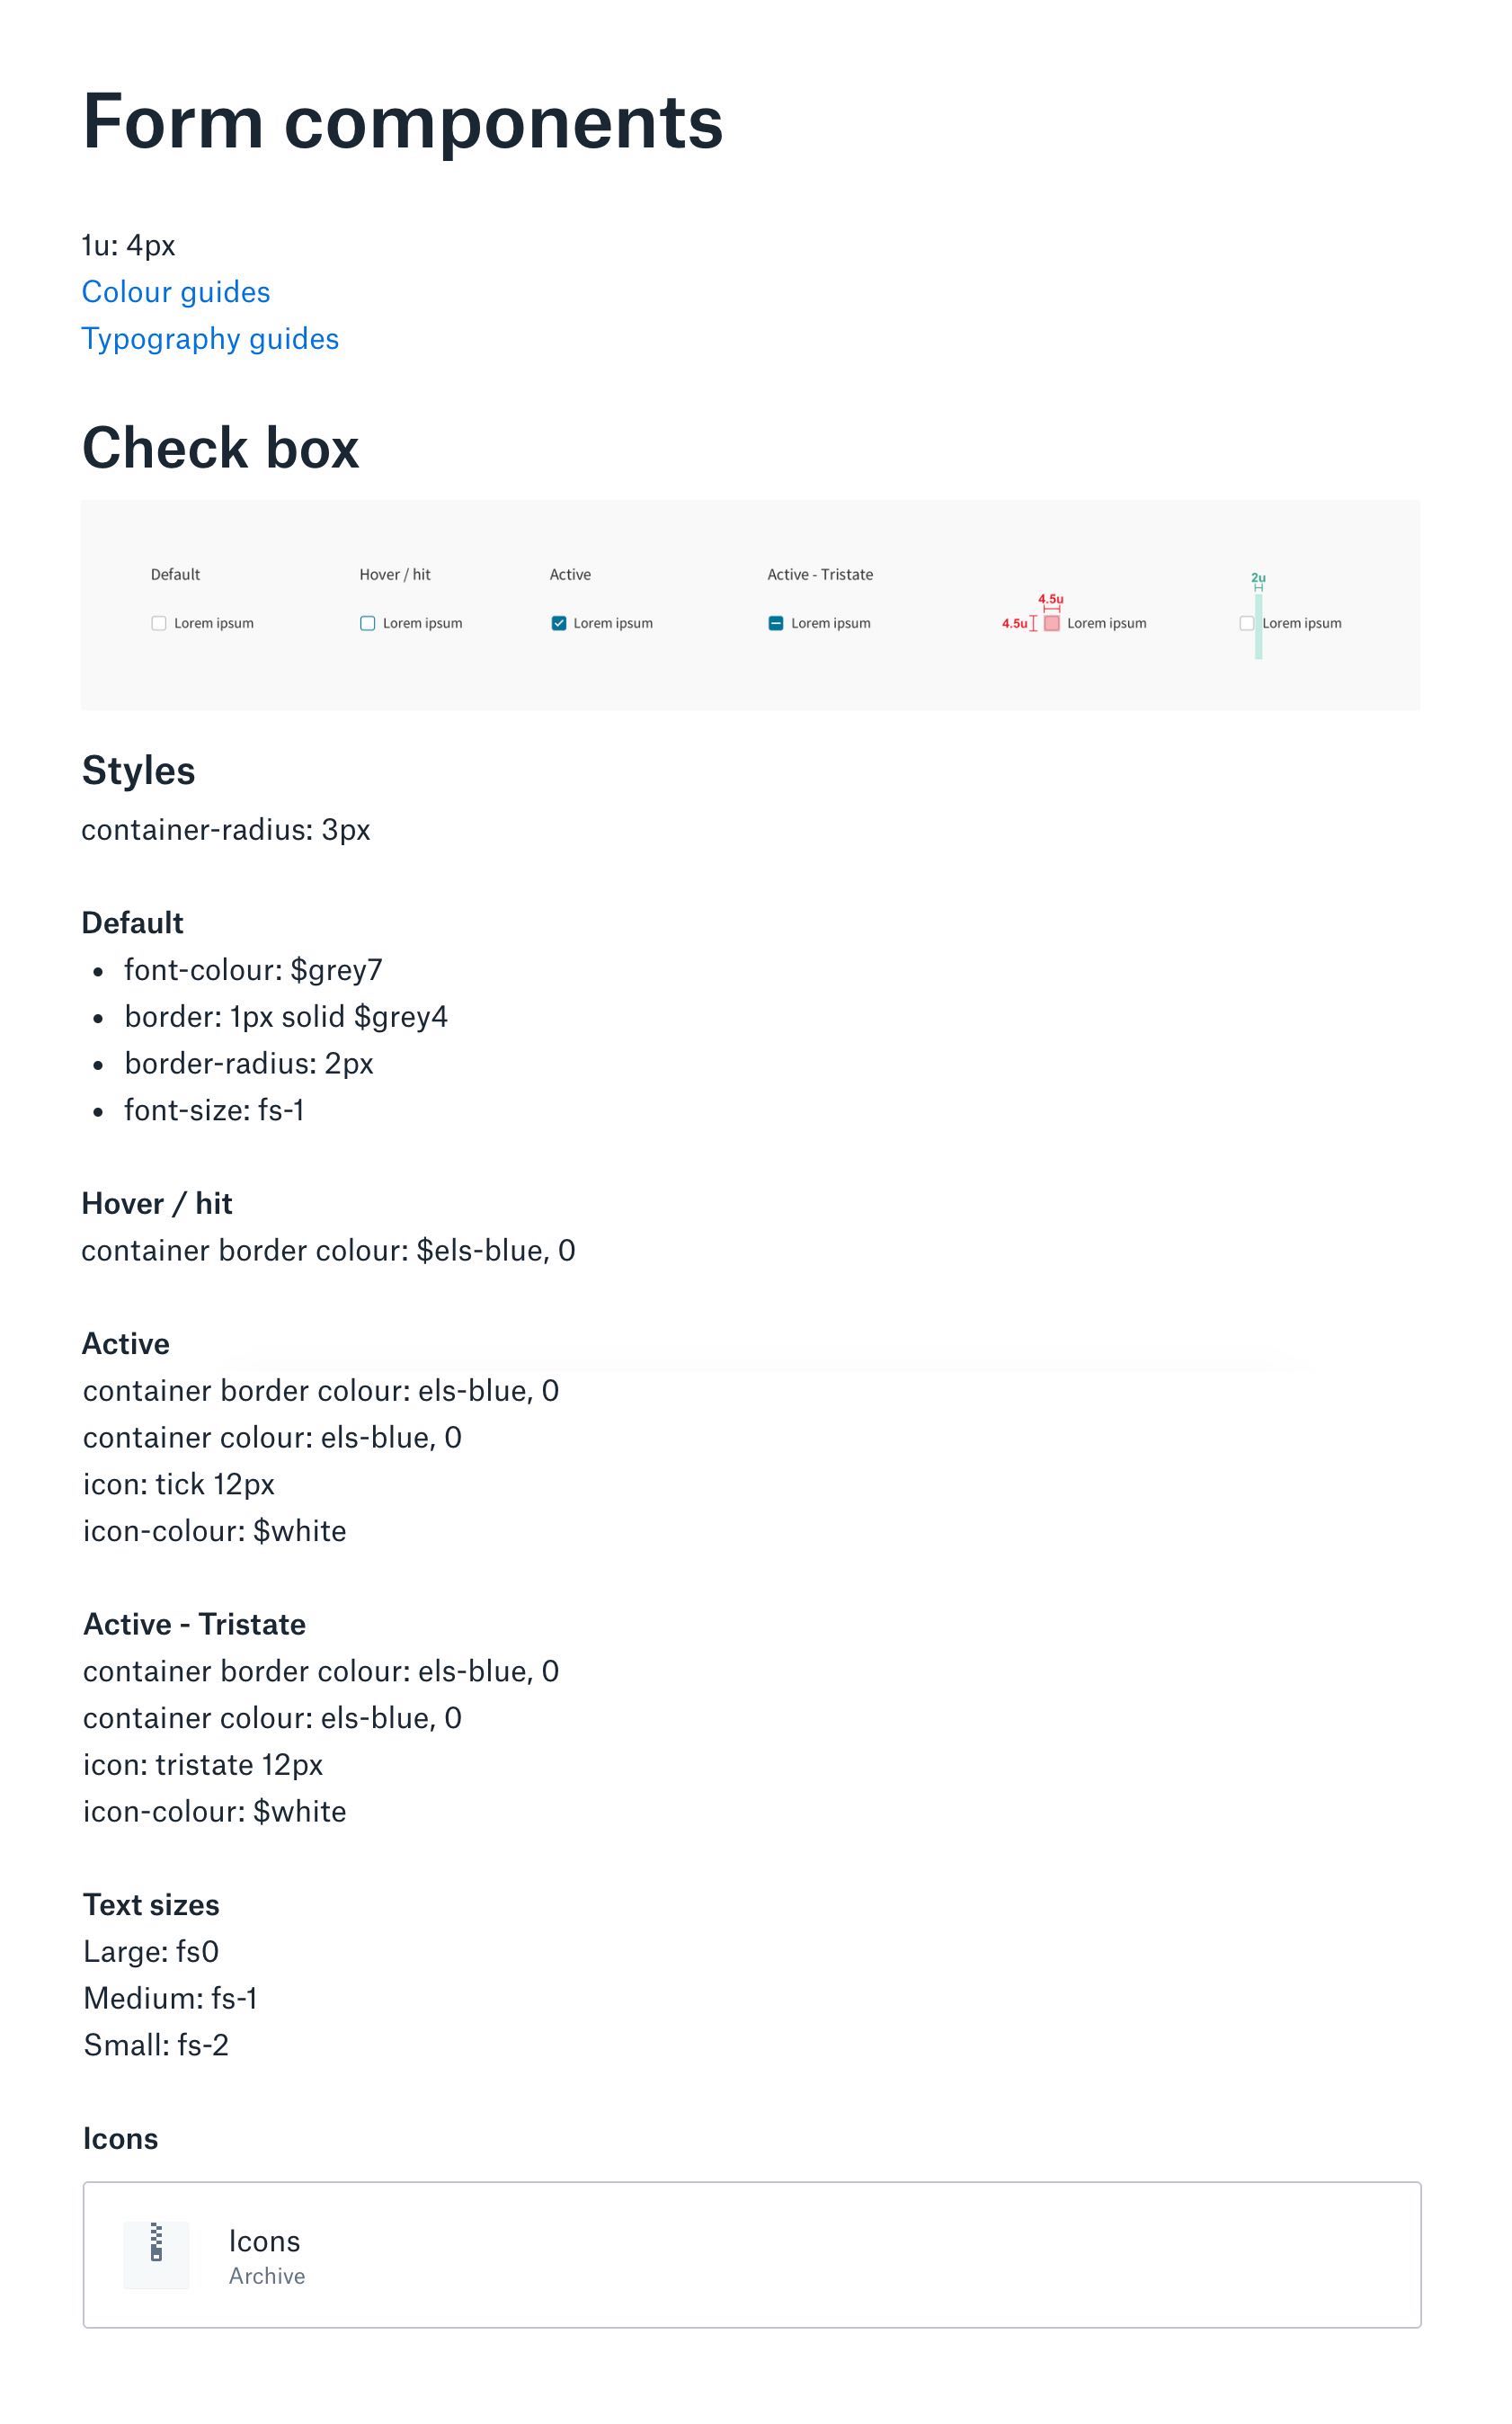 Form components
1u: 4px
Colour guides
Typography guides
Check box
Default Hover / hit Active Active - Tristate
2u
4.5u
Lorem ipsum Lorem ipsum Lorem ipsum Lorem ipsum 4.5u Lorem ipsum Lorem ipsum
Styles
container-radius: 3px
Default
• font-colour: $grey7
• border: 1px solid $grey4
• border-radius: 2px
• font-size: fs-1
Hover / hit
container border colour: $els-blue, 0
Active
container border colour: els-blue, 0
container colour: els-blue, 0
icon: tick 12px
icon-colour: $white
Active - Tristate
container border colour: els-blue, 0
container colour: els-blue, 0
icon: tristate 12px
icon-colour: $white
Text sizes
Large: fs0
Medium: fs-1
Small: fs-2
Icons
Icons
Archive